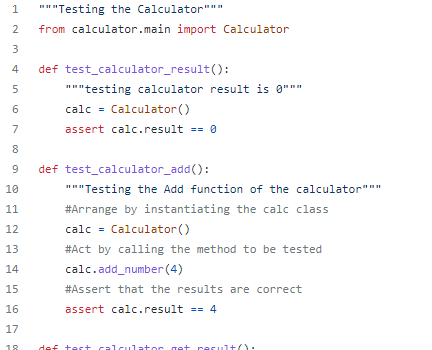 1 """Testing the Calculator"""
2 from calculator.main import Calculator
3
4 def test_calculator_result():
5 """testing calculator result is 0"""
6 calc = Calculator()
7 assert calc.result == 0
8
9 def test_calculator_add():
10 """Testing the Add function of the calculator"""
11 #Arrange by instantiating the calc class
12 calc = Calculator()
13 #Act by calling the method to be tested
14 calc.add_number(4)
15 #Assert that the results are correct
16 assert calc.result == 4
17
18 def test_calculator_get_result():